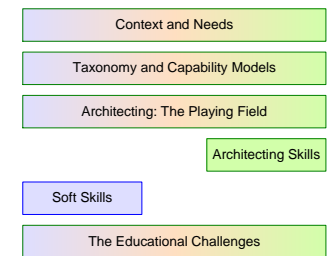 Context and Needs
Taxonomy and Capability Models
Architecting: The Playing Field
Architecting Skills
Soft Skills
The Educational Challenges